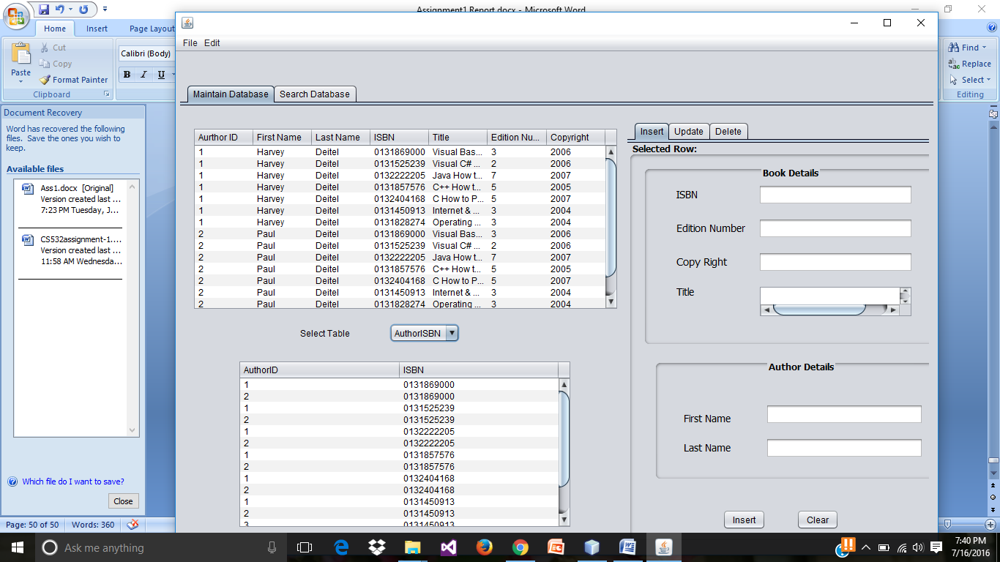 Assignment1 Report.docx - Microsoft Word
Home Insert Page Layout
Cut
Copy
Format Painter
Paste
Clipboard
Calibri (Body)
B I U
Find
Replace
Select
Editing
Document Recovery
Word has recovered the following
files. Save the ones you wish to
keep.
Available files
Ass1.docx [Original]
Version created last ...
7:23 PM Tuesday, J...
CS532assignment-1....
Version created last ...
11:58 AM Wednesda...
Which file do I want to save?
Close
Page: 50 of 50 Words: 360
File Edit
Maintain Database Search Database
Aurthor ID First Name Last Name ISBN Title Edition Nu... Copyright
1 Harvey Deitel 0131869000 Visual Bas... 3 2006
1 Harvey Deitel 0131525239 Visual C# ... 2 2006
1 Harvey Deitel 0132222205 Java How t... 7 2007
1 Harvey Deitel 0131857576 C++ How t... 5 2005
1 Harvey Deitel 0132404168 C How to P... 5 2007
1 Harvey Deitel 0131450913 Internet & ... 3 2004
1 Harvey Deitel 0131828274 Operating ... 3 2004
2 Paul Deitel 0131869000 Visual Bas... 3 2006
2 Paul Deitel 0131525239 Visual C# ... 2 2006
2 Paul Deitel 0132222205 Java How t... 7 2007
2 Paul Deitel 0131857576 C++ How t... 5 2005
2 Paul Deitel 0132404168 C How to P... 5 2007
2 Paul Deitel 0131450913 Internet & ... 3 2004
2 Paul Deitel 0131828274 Operating ... 3 2004
Select Table AuthorISBN
AuthorID ISBN
1 0131869000
2 0131869000
1 0131525239
2 0131525239
1 0132222205
2 0132222205
1 0131857576
2 0131857576
1 0132404168
2 0132404168
1 0131450913
2 0131450913
3 0131450913
Insert Update Delete
Selected Row:
Book Details
ISBN
Edition Number
Copy Right
Title
Author Details
First Name
Last Name
Insert Clear
Ask me anything
7:40 PM
7/16/2016